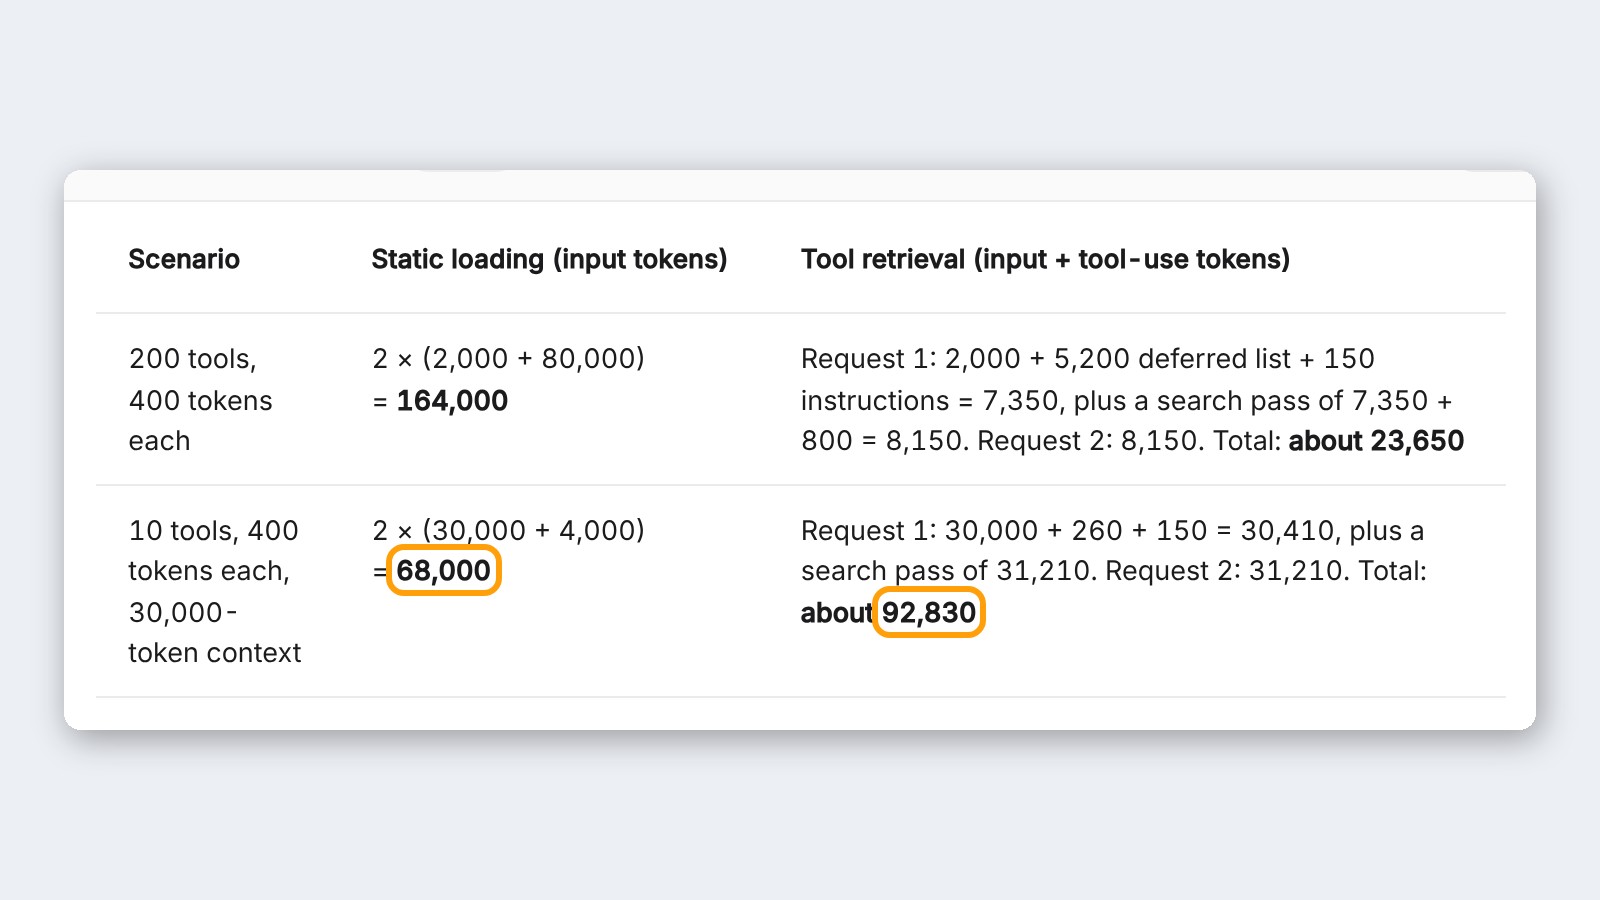 Scenario
Static loading (input tokens)
Tool retrieval (input + tool-use tokens)
200 tools,
400 tokens
each
2 × (2,000 + 80,000)
= 164,000
Request 1: 2,000 + 5,200 deferred list + 150
instructions = 7,350, plus a search pass of 7,350 +
800 = 8,150. Request 2: 8,150. Total: about 23,650
10 tools, 400
tokens each,
30,000-
token context
2 × (30,000 + 4,000)
= 68,000
Request 1: 30,000 + 260 + 150 = 30,410, plus a
search pass of 31,210. Request 2: 31,210. Total:
about 92,830